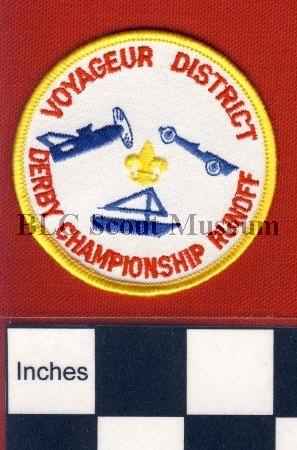 VOYAGEUR DISTRICT
BLC Scout Museum
DERBY CHAMPIONSHIP RUNOFF
Inches